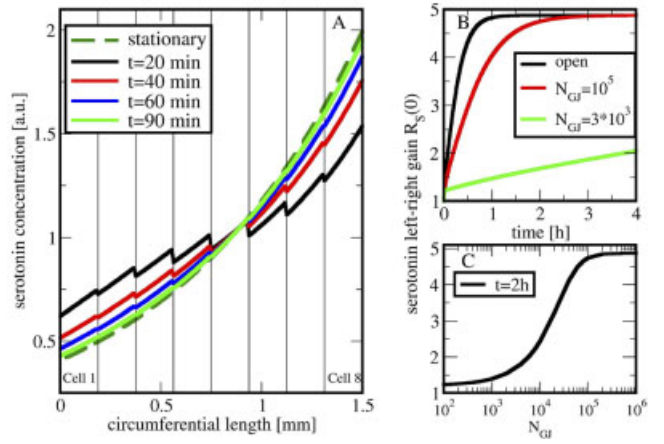 A
2
1.5
1
0.5
serotonin concentration [a.u.]
stationary
t=20 min
t=40 min
t=60 min
t=90 min
Cell 1
Cell 8
0
0.5
1
1.5
circumferential length [mm]
B
5
4
3
2
1
open
N_GJ=10^5
N_GJ=3*10^3
0
1
2
3
4
time [h]
serotonin left-right gain R_S(0)
C
5
4
3
2
1
t=2h
10^2
10^3
10^4
10^5
10^6
N_GJ